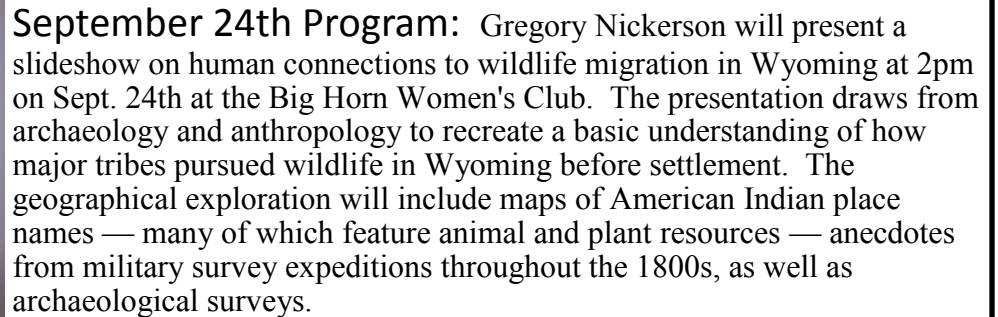 September 24th Program:  Gregory Nickerson will present a
slideshow on human connections to wildlife migration in Wyoming at 2pm
on Sept. 24th at the Big Horn Women's Club.  The presentation draws from
archaeology and anthropology to recreate a basic understanding of how
major tribes pursued wildlife in Wyoming before settlement.  The
geographical exploration will include maps of American Indian place
names — many of which feature animal and plant resources — anecdotes
from military survey expeditions throughout the 1800s, as well as
archaeological surveys.